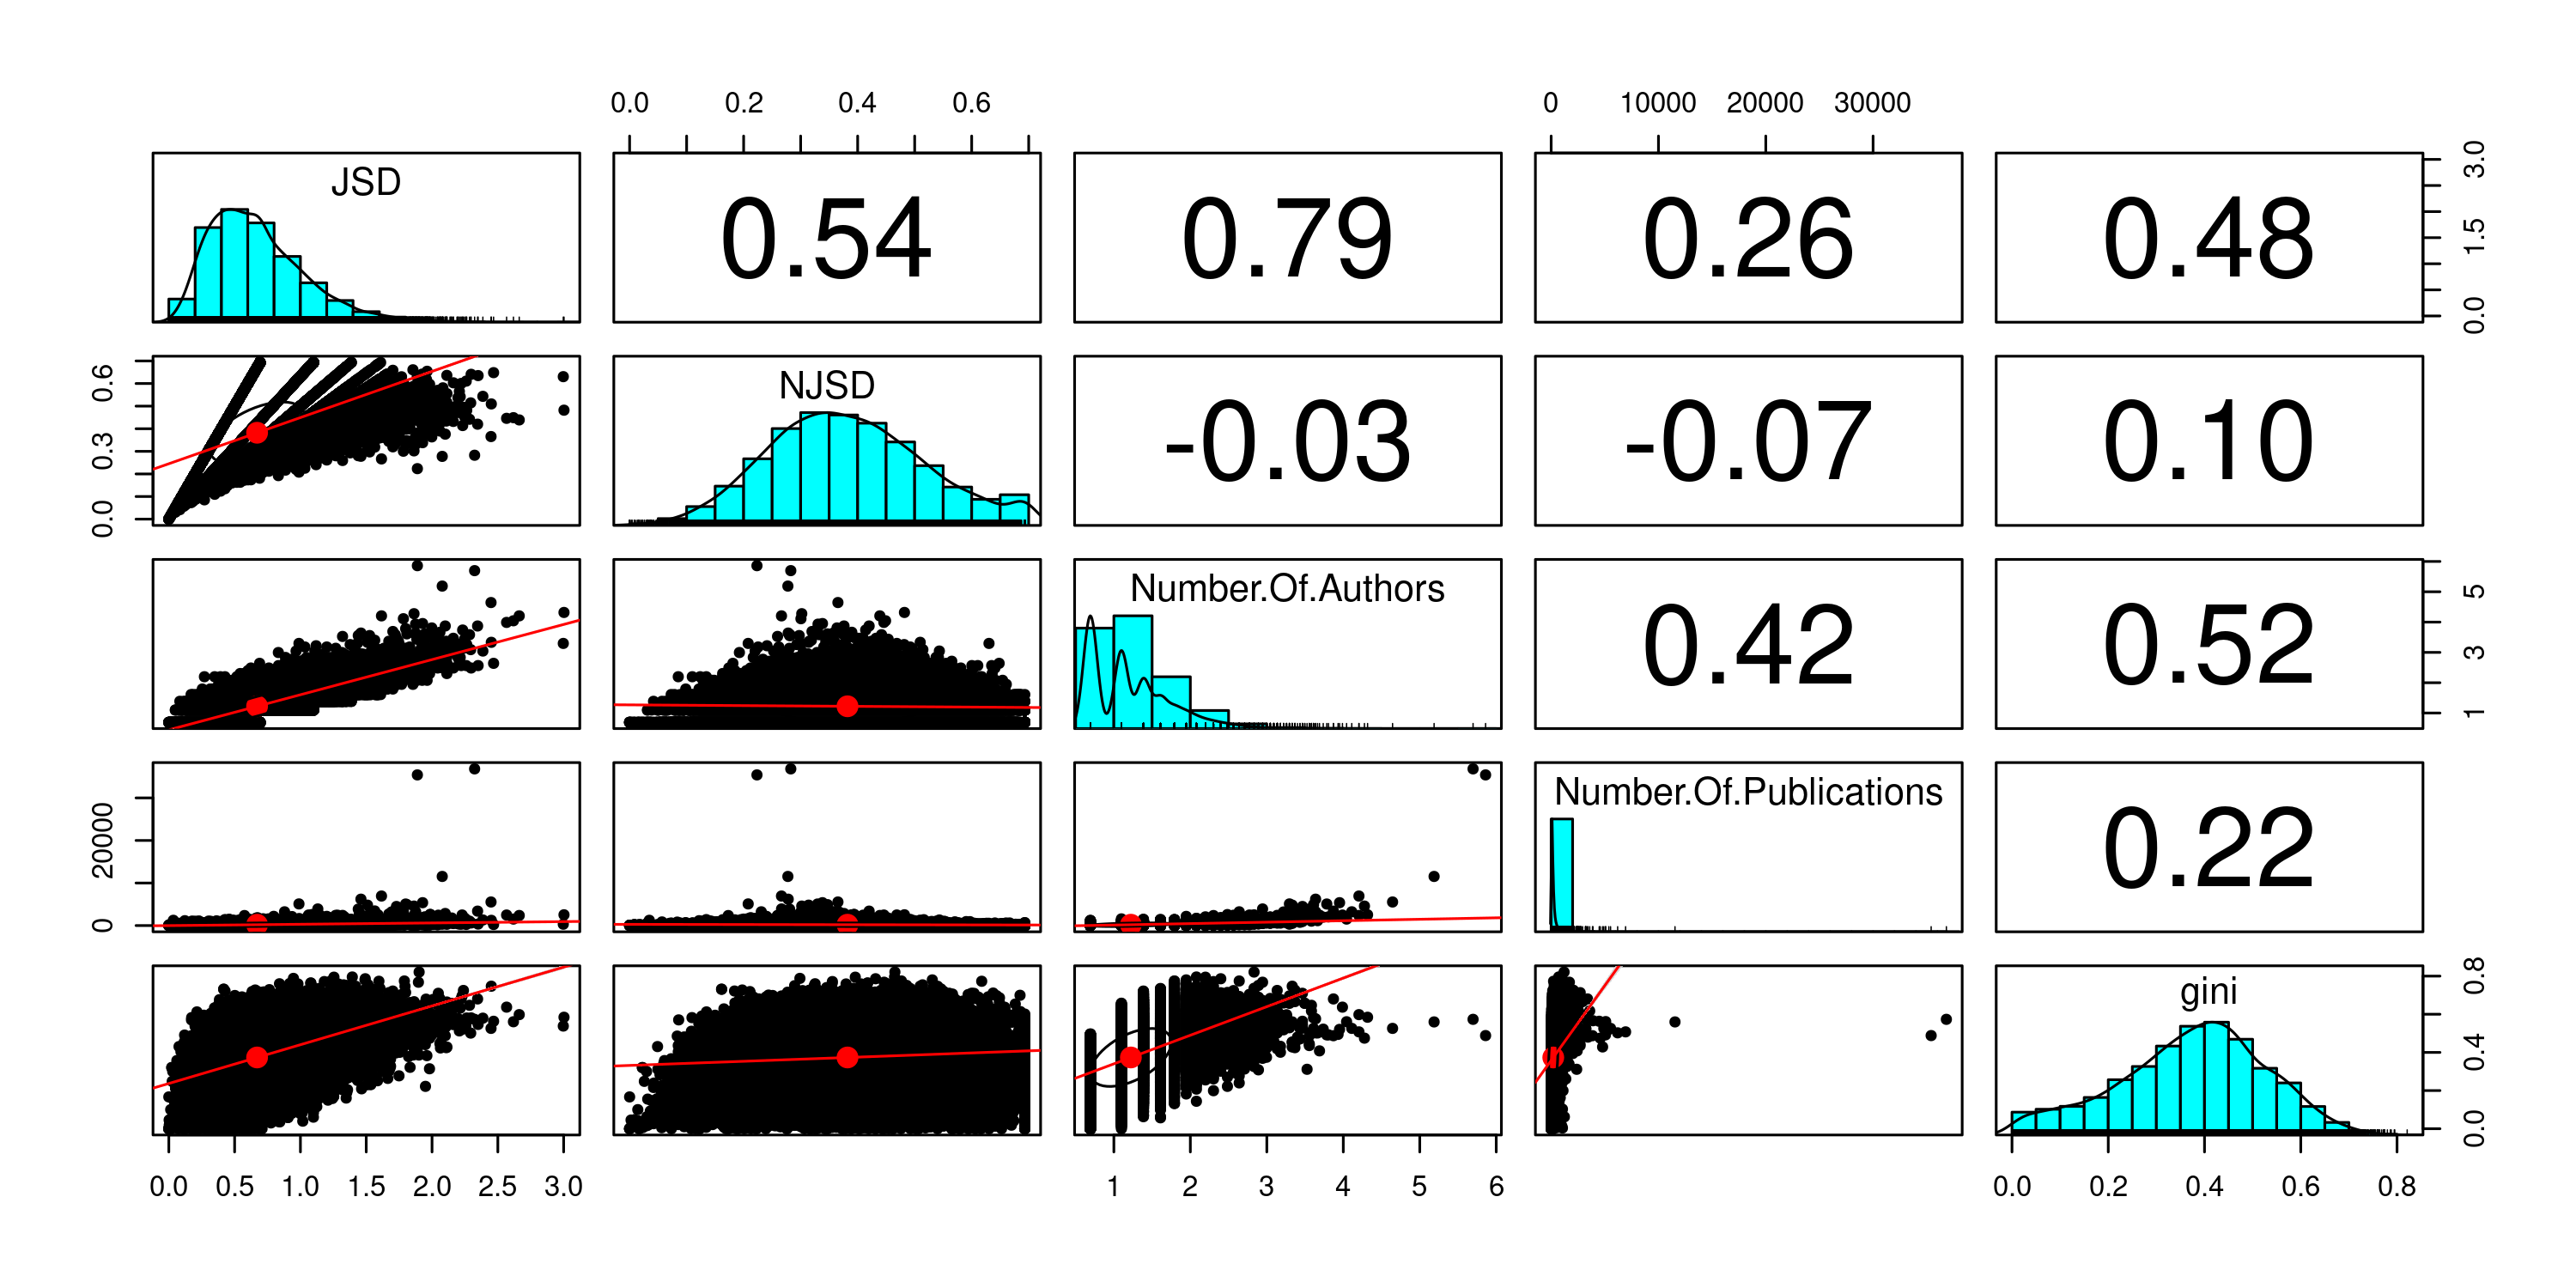 0.0 0.2 0.4 0.6 0 10000 20000 30000
JSD 0.54 0.79 0.26 0.48 0.0 1.5 3.0
0.0 0.3 0.6 NJSD -0.03 -0.07 0.10
Number.Of.Authors 0.42 0.52 1 3 5
0 20000 Number.Of.Publications 0.22
gini 0.0 0.4 0.8
0.0 0.5 1.0 1.5 2.0 2.5 3.0 1 2 3 4 5 6 0.0 0.2 0.4 0.6 0.8